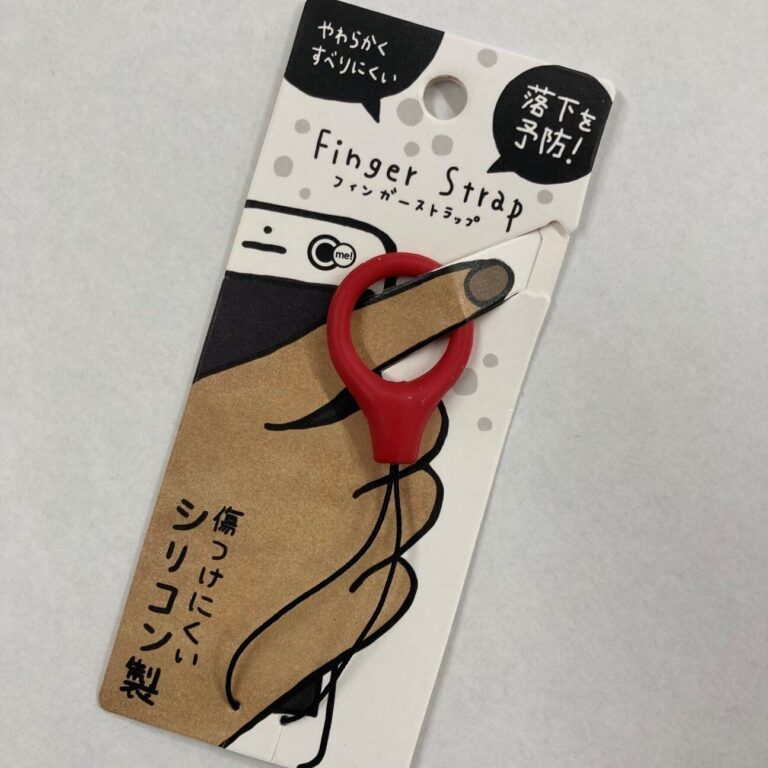 やわらかく
すべりにくい
落下を
予防!
Finger Strap
フィンガーストラップ
me!
傷つけにくい
シリコン製